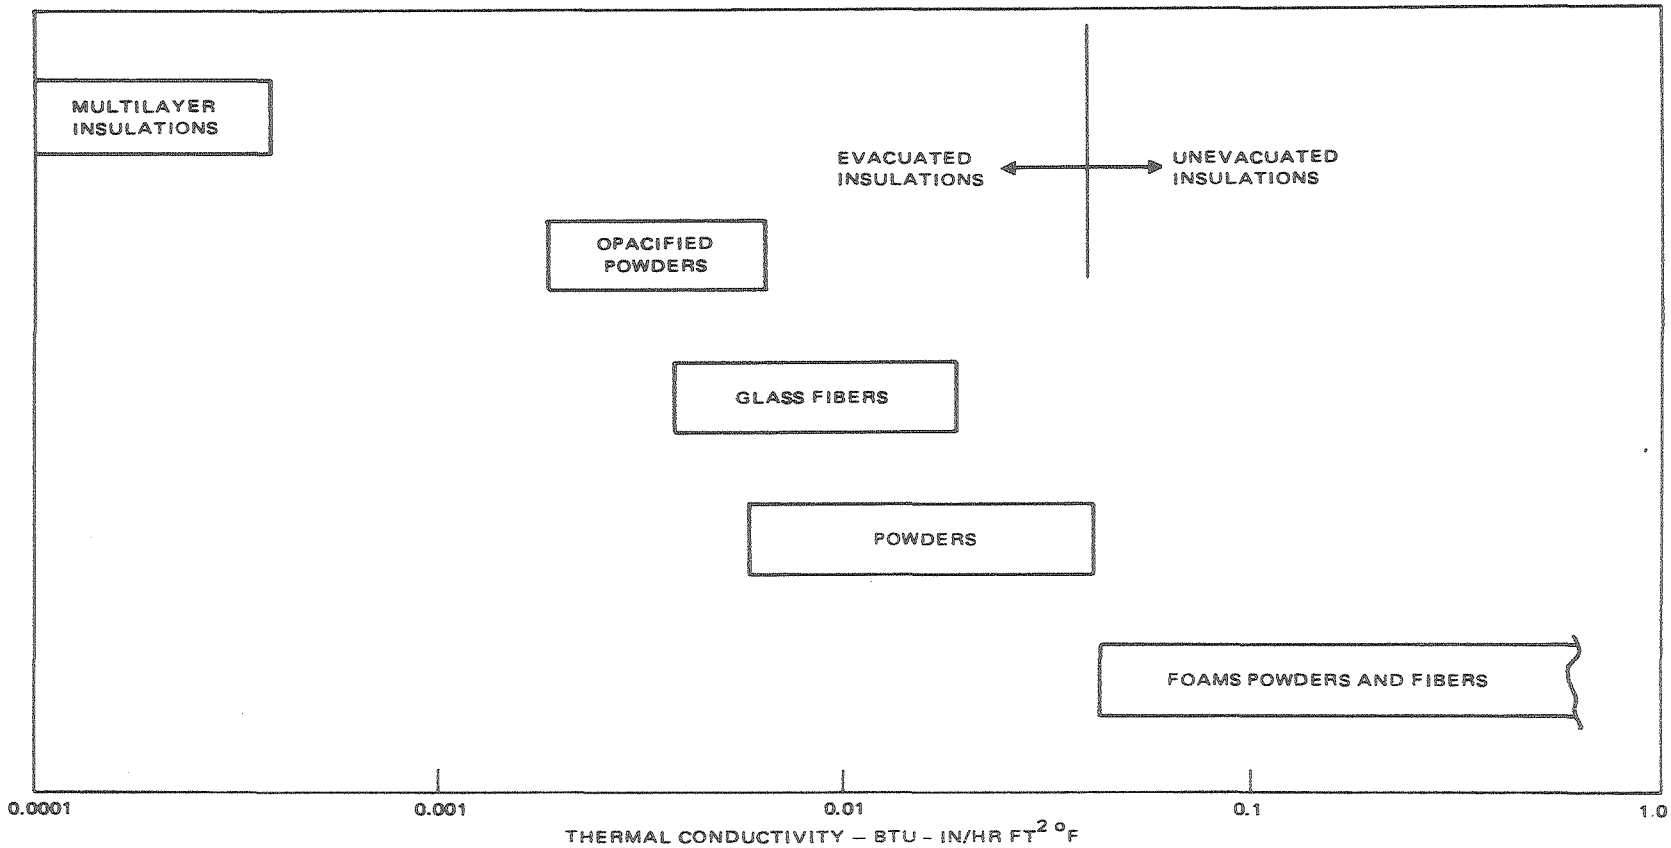 MULTILAYER
INSULATIONS
EVACUATED
INSULATIONS
UNEVACUATED
INSULATIONS
OPACIFIED
POWDERS
GLASS FIBERS
POWDERS
FOAMS POWDERS AND FIBERS
0.0001 0.001 0.01 0.1 1.0
THERMAL CONDUCTIVITY – BTU – IN/HR FT² °F